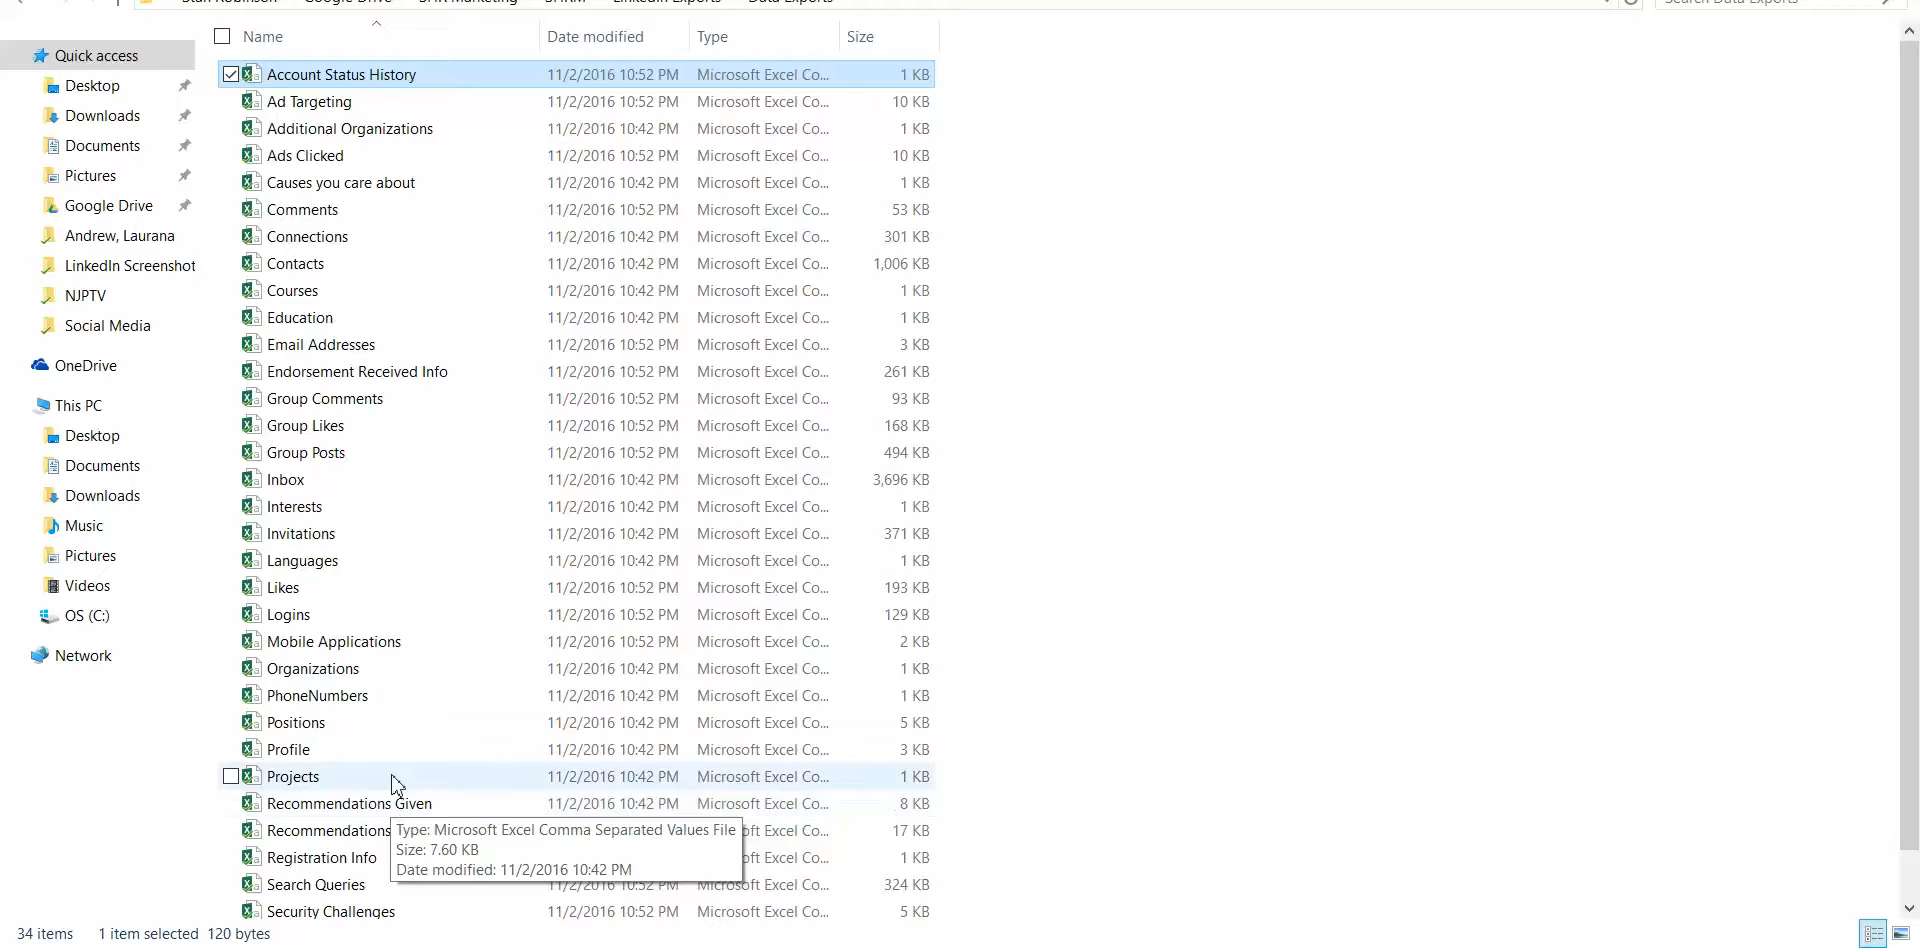 Stan Robinson Google Drive SHR Marketing SHRM LinkedIn Exports Data Exports Search Data Exports
Name Date modified Type Size
Quick access
Desktop
Downloads
Documents
Pictures
Google Drive
Andrew, Laurana
LinkedIn Screenshot
NJPTV
Social Media
OneDrive
This PC
Desktop
Documents
Downloads
Music
Pictures
Videos
OS (C:)
Network
Account Status History 11/2/2016 10:52 PM Microsoft Excel Co... 1 KB
Ad Targeting 11/2/2016 10:52 PM Microsoft Excel Co... 10 KB
Additional Organizations 11/2/2016 10:42 PM Microsoft Excel Co... 1 KB
Ads Clicked 11/2/2016 10:52 PM Microsoft Excel Co... 10 KB
Causes you care about 11/2/2016 10:42 PM Microsoft Excel Co... 1 KB
Comments 11/2/2016 10:52 PM Microsoft Excel Co... 53 KB
Connections 11/2/2016 10:42 PM Microsoft Excel Co... 301 KB
Contacts 11/2/2016 10:42 PM Microsoft Excel Co... 1,006 KB
Courses 11/2/2016 10:42 PM Microsoft Excel Co... 1 KB
Education 11/2/2016 10:42 PM Microsoft Excel Co... 1 KB
Email Addresses 11/2/2016 10:42 PM Microsoft Excel Co... 3 KB
Endorsement Received Info 11/2/2016 10:52 PM Microsoft Excel Co... 261 KB
Group Comments 11/2/2016 10:52 PM Microsoft Excel Co... 93 KB
Group Likes 11/2/2016 10:52 PM Microsoft Excel Co... 168 KB
Group Posts 11/2/2016 10:52 PM Microsoft Excel Co... 494 KB
Inbox 11/2/2016 10:52 PM Microsoft Excel Co... 3,696 KB
Interests 11/2/2016 10:42 PM Microsoft Excel Co... 1 KB
Invitations 11/2/2016 10:42 PM Microsoft Excel Co... 371 KB
Languages 11/2/2016 10:42 PM Microsoft Excel Co... 1 KB
Likes 11/2/2016 10:52 PM Microsoft Excel Co... 193 KB
Logins 11/2/2016 10:52 PM Microsoft Excel Co... 129 KB
Mobile Applications 11/2/2016 10:52 PM Microsoft Excel Co... 2 KB
Organizations 11/2/2016 10:42 PM Microsoft Excel Co... 1 KB
PhoneNumbers 11/2/2016 10:42 PM Microsoft Excel Co... 1 KB
Positions 11/2/2016 10:42 PM Microsoft Excel Co... 5 KB
Profile 11/2/2016 10:42 PM Microsoft Excel Co... 3 KB
Projects 11/2/2016 10:42 PM Microsoft Excel Co... 1 KB
Recommendations Given 11/2/2016 10:42 PM Microsoft Excel Co... 8 KB
Recommendations oft Excel Co... 17 KB
Type: Microsoft Excel Comma Separated Values File
Size: 7.60 KB
Date modified: 11/2/2016 10:42 PM
Registration Info oft Excel Co... 1 KB
Search Queries 11/2/2016 10:52 PM Microsoft Excel Co... 324 KB
Security Challenges 11/2/2016 10:52 PM Microsoft Excel Co... 5 KB
34 items 1 item selected 120 bytes